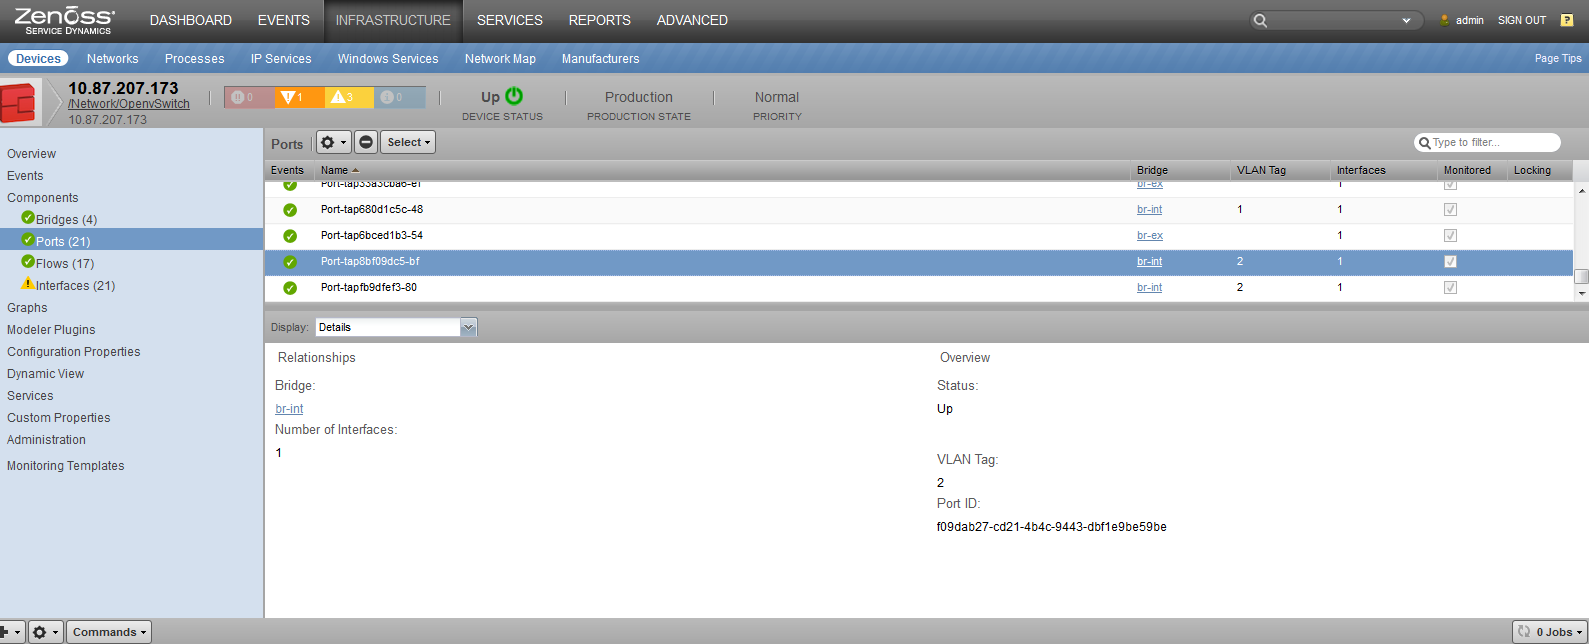 Zenoss
SERVICE DYNAMICS
DASHBOARD EVENTS INFRASTRUCTURE SERVICES REPORTS ADVANCED
admin SIGN OUT ?
Devices Networks Processes IP Services Windows Services Network Map Manufacturers Page Tips
10.87.207.173
/Network/OpenvSwitch
10.87.207.173
0 1 3 0
Up
DEVICE STATUS
Production
PRODUCTION STATE
Normal
PRIORITY
Overview
Events
Components
Bridges (4)
Ports (21)
Flows (17)
Interfaces (21)
Graphs
Modeler Plugins
Configuration Properties
Dynamic View
Services
Custom Properties
Administration
Monitoring Templates
Ports Select Type to filter...
Events Name Bridge VLAN Tag Interfaces Monitored Locking
Port-tap33a3cba6-ef br-ex 1
Port-tap680d1c5c-48 br-int 1 1
Port-tap6bced1b3-54 br-ex 1
Port-tap8bf09dc5-bf br-int 2 1
Port-tapfb9dfef3-80 br-int 2 1
Display: Details
Relationships
Bridge:
br-int
Number of Interfaces:
1
Overview
Status:
Up
VLAN Tag:
2
Port ID:
f09dab27-cd21-4b4c-9443-dbf1e9be59be
Commands
0 Jobs